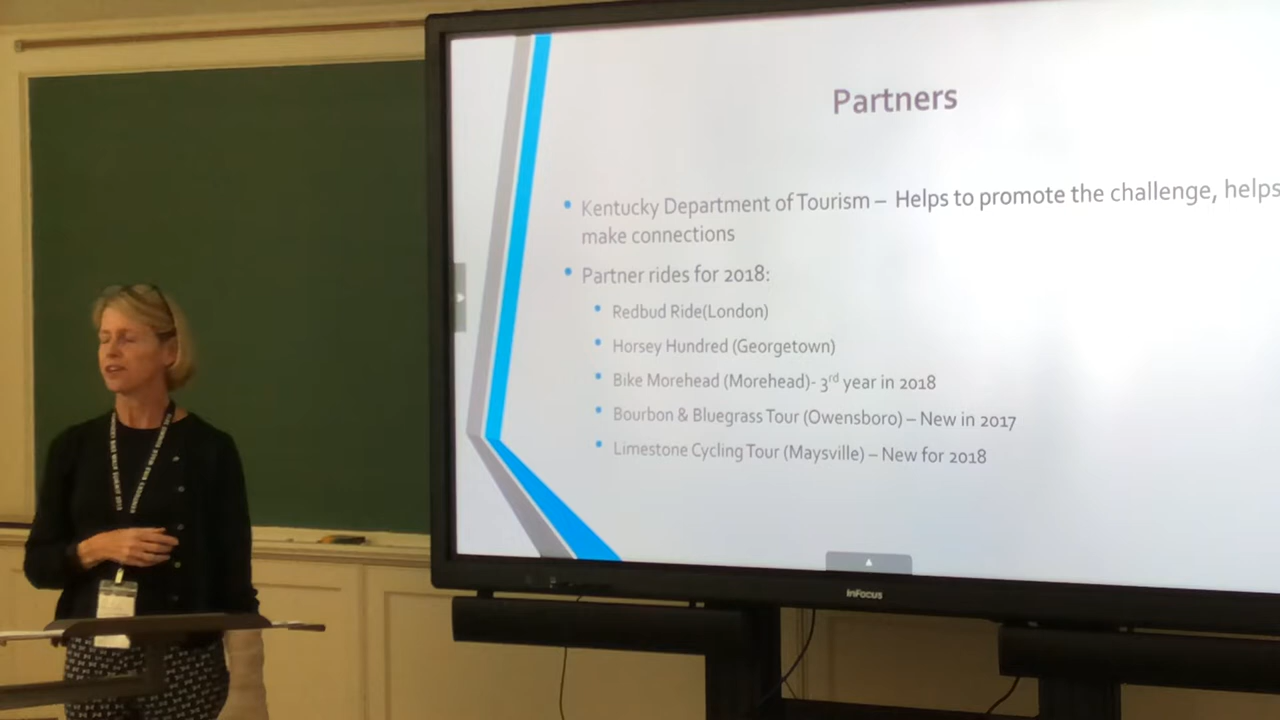 Partners
Kentucky Department of Tourism – Helps to promote the challenge, helps
make connections
Partner rides for 2018:
Redbud Ride(London)
Horsey Hundred (Georgetown)
Bike Morehead (Morehead)- 3rd year in 2018
Bourbon & Bluegrass Tour (Owensboro) – New in 2017
Limestone Cycling Tour (Maysville) – New for 2018
InFocus